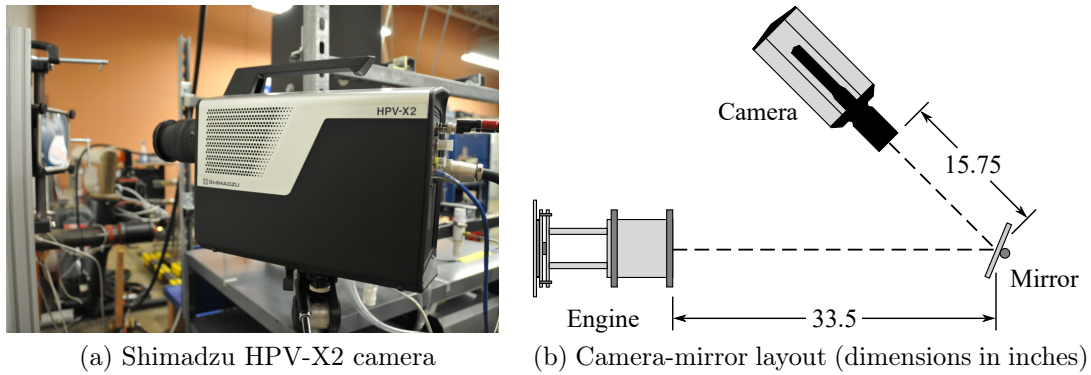 HPV-X2
SHIMADZU
Camera
15.75
Mirror
Engine
33.5
(a) Shimadzu HPV-X2 camera
(b) Camera-mirror layout (dimensions in inches)